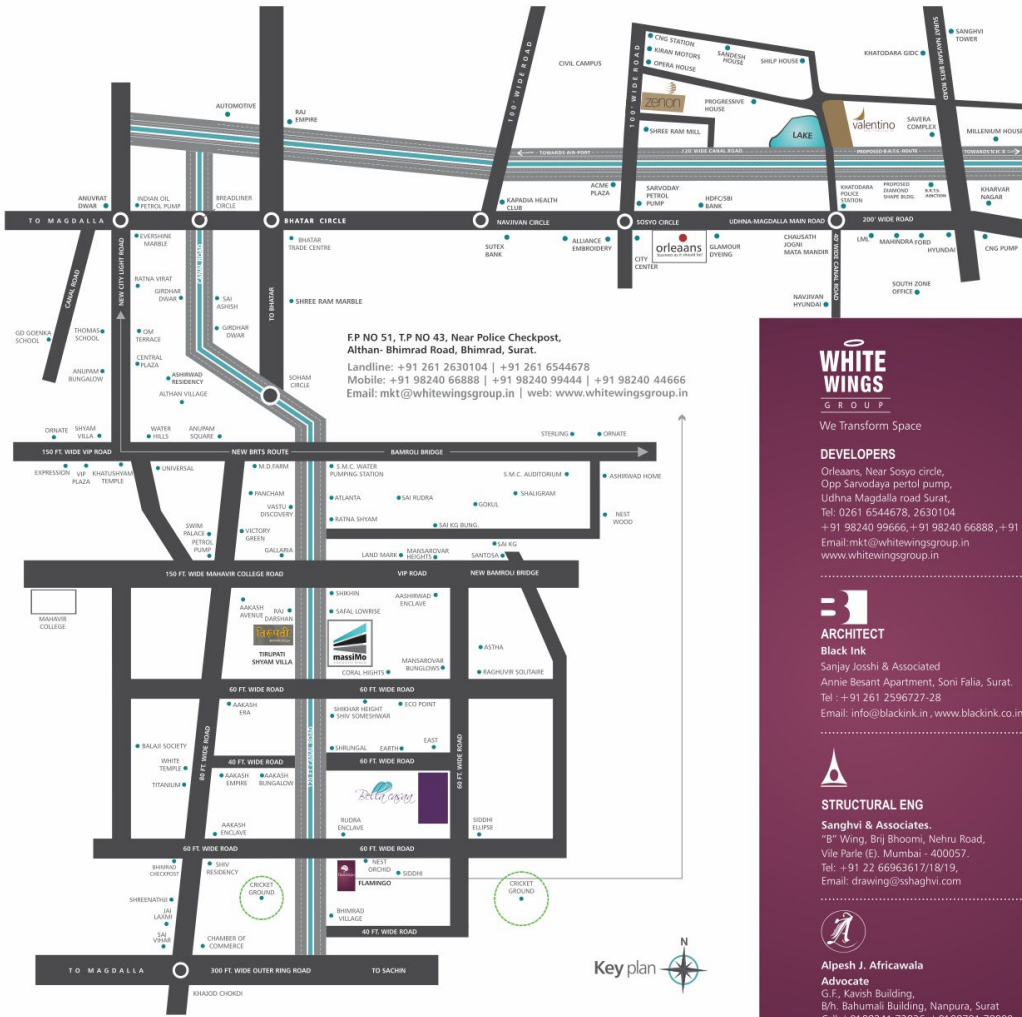 CNG STATION
KIRAN MOTORS
OPERA HOUSE
SANDESH
HOUSE
SHILP HOUSE
CIVIL CAMPUS
KHATODARA GIDC
SANGHVI
TOWER
SURAT NAVSARI BRTS ROAD
100' WIDE ROAD
100' WIDE ROAD
AUTOMOTIVE
RAJ
EMPIRE
zenon
PROGRESSIVE
HOUSE
SHREE RAM MILL
LAKE
valentino
SAVERA
COMPLEX
MILLENIUM HOUSE
TOWARDS AIR-PORT
120' WIDE CANAL ROAD
PROPOSED B.R.T.S. ROUTE
TOWARDS N.H. 8
ANUVRAT
DWAR
INDIAN OIL
PETROL PUMP
BREADLINER
CIRCLE
KAPADIA HEALTH
CLUB
ACME
PLAZA
SARVODAY
PETROL
PUMP
HDFC/SBI
BANK
KHATODARA
POLICE
STATION
PROPOSED
DIAMOND
SHAPE BLDG.
B.R.T.S.
JUNCTION
KHARVAR
NAGAR
TO MAGDALLA
BHATAR CIRCLE
NAVJIVAN CIRCLE
SOSYO CIRCLE
UDHNA-MAGDALLA MAIN ROAD
200' WIDE ROAD
EVERSHINE
MARBLE
BHATAR
TRADE CENTRE
SUTEX
BANK
ALLIANCE
EMBROIDERY
CITY
CENTER
orleaans
business as it should be!
GLAMOUR
DYEING
CHAUSATH
JOGNI
MATA MANDIR
40' WIDE CANAL ROAD
LML
MAHINDRA
FORD
HYUNDAI
CNG PUMP
CANAL ROAD
NEW CITY LIGHT ROAD
CANAL ROAD
TO BHATAR
RATNA VIRAT
GIRDHAR
DWAR
SAI
ASHISH
SHREE RAM MARBLE
NAVJIVAN
HYUNDAI
SOUTH ZONE
OFFICE
GD GOENKA
SCHOOL
THOMAS
SCHOOL
OM
TERRACE
GIRDHAR
DWAR
CENTRAL
PLAZA
ANUPAM
BUNGALOW
ASHIRWAD
RESIDENCY
ALTHAN VILLAGE
SOHAM
CIRCLE
F.P NO 51, T.P NO 43, Near Police Checkpost,
Althan- Bhimrad Road, Bhimrad, Surat.
Landline: +91 261 2630104 | +91 261 6544678
Mobile: +91 98240 66888 | +91 98240 99444 | +91 98240 44666
Email: mkt@whitewingsgroup.in | web: www.whitewingsgroup.in
ORNATE
SHYAM
VILLA
WATER
HILLS
ANUPAM
SQUARE
STERLING
ORNATE
150 FT. WIDE VIP ROAD
NEW BRTS ROUTE
BAMROLI BRIDGE
EXPRESSION
VIP
PLAZA
KHATUSHYAM
TEMPLE
UNIVERSAL
M.D.FARM
S.M.C. WATER
PUMPING STATION
S.M.C. AUDITORIUM
ASHIRWAD HOME
PANCHAM
VASTU
DISCOVERY
ATLANTA
SAI RUDRA
GOKUL
SHALIGRAM
RATNA SHYAM
SAI KG BUNG.
NEST
WOOD
SWIM
PALACE
PETROL
PUMP
VICTORY
GREEN
GALLARIA
LAND MARK
MANSAROVAR
HEIGHTS
SAI KG
SANTOSA
150 FT. WIDE MAHAVIR COLLEGE ROAD
VIP ROAD
NEW BAMROLI BRIDGE
MAHAVIR
COLLEGE
AAKASH
AVENUE
RAJ
DARSHAN
SHIKHIN
SAFAL LOWRISE
AASHIRWAD
ENCLAVE
तिरुपती
TIRUPATI
SHYAM VILLA
massiMo
CORAL HIGHTS
MANSAROVAR
BUNGLOWS
ASTHA
RAGHUVIR SOLITAIRE
60 FT. WIDE ROAD
60 FT. WIDE ROAD
AAKASH
ERA
SHIKHAR HEIGHT
SHIV SOMESHWAR
ECO POINT
BALAJI SOCIETY
80 FT. WIDE ROAD
120 FT. CANAL ROAD
SHRUNGAL
EARTH
EAST
60 FT. WIDE ROAD
WHITE
TEMPLE
40 FT. WIDE ROAD
60 FT. WIDE ROAD
TITANIUM
AAKASH
EMPIRE
AAKASH
BUNGALOW
Bella casan
AAKASH
ENCLAVE
RUDRA
ENCLAVE
SIDDHI
ELLIPSE
60 FT. WIDE ROAD
60 FT. WIDE ROAD
BHIMRAD
CHECKPOST
SHIV
RESIDENCY
NEST
ORCHID
SIDDHI
FLAMINGO
CRICKET
GROUND
CRICKET
GROUND
SHREENATHJI
JAI
LAXMI
SAI
VIHAR
CHAMBER OF
COMMERCE
BHIMRAD
VILLAGE
40 FT. WIDE ROAD
TO MAGDALLA
300 FT. WIDE OUTER RING ROAD
TO SACHIN
KHAJOD CHOKDI
Key plan
N
WHITE
WINGS
GROUP
We Transform Space
DEVELOPERS
Orleaans, Near Sosyo circle,
Opp Sarvodaya pertol pump,
Udhna Magdalla road Surat,
Tel: 0261 6544678, 2630104
+91 98240 99666,+91 98240 66888,+91
Email:mkt@whitewingsgroup.in
www.whitewingsgroup.in
ARCHITECT
Black Ink
Sanjay Josshi & Associated
Annie Besant Apartment, Soni Falia, Surat.
Tel : +91 261 2596727-28
Email: info@blackink.in , www.blackink.co.in
STRUCTURAL ENG
Sanghvi & Associates.
"B" Wing, Brij Bhoomi, Nehru Road,
Vile Parle (E). Mumbai - 400057.
Tel: +91 22 66963617/18/19,
Email: drawing@sshaghvi.com
Alpesh J. Africawala
Advocate
G.F., Kavish Building,
B/h. Bahumali Building, Nanpura, Surat